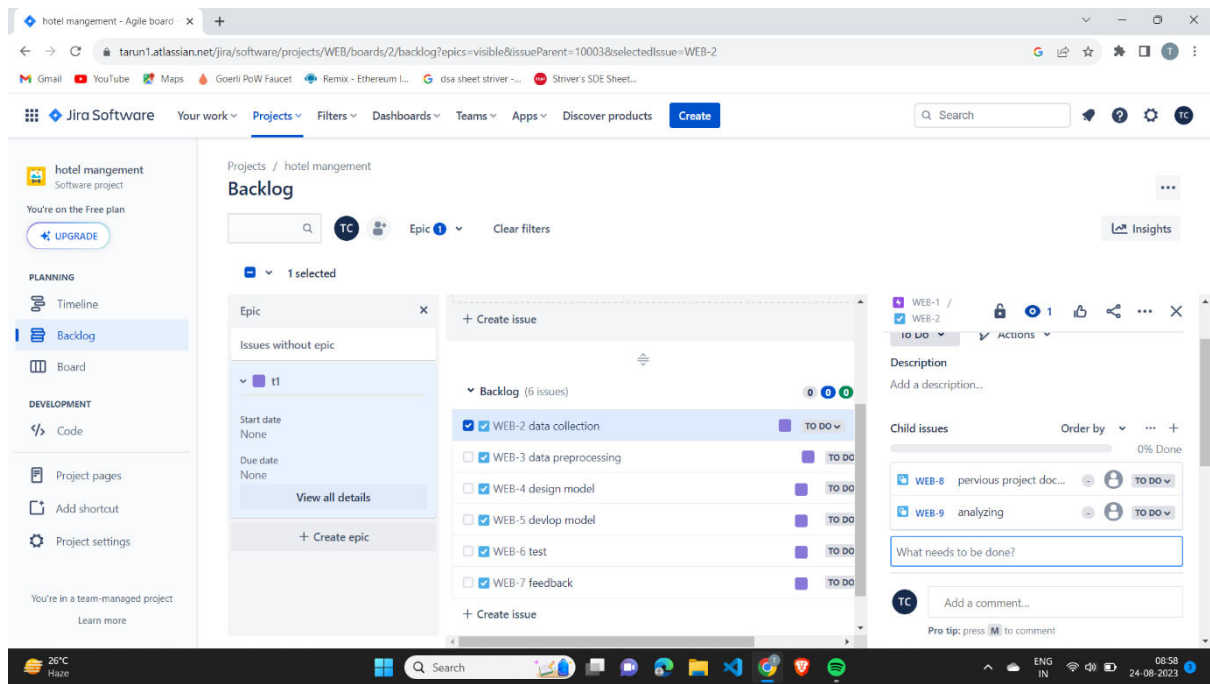 hotel mangement - Agile board -
tarun1.atlassian.net/jira/software/projects/WEB/boards/2/backlog?epics=visible&issueParent=10003&selectedIssue=WEB-2
Gmail YouTube Maps Goerli PoW Faucet Remix - Ethereum I... dsa sheet striver -... Striver's SDE Sheet...
Jira Software Your work Projects Filters Dashboards Teams Apps Discover products Create Search TC
hotel mangement
Software project
You're on the Free plan
UPGRADE
PLANNING
Timeline
Backlog
Board
DEVELOPMENT
Code
Project pages
Add shortcut
Project settings
You're in a team-managed project
Learn more
Projects / hotel mangement
Backlog
TC Epic 1 Clear filters Insights
1 selected
Epic
Issues without epic
t1
Start date
None
Due date
None
View all details
+ Create epic
+ Create issue
Backlog (6 issues) 0 0 0
WEB-2 data collection TO DO
WEB-3 data preprocessing TO DO
WEB-4 design model TO DO
WEB-5 devlop model TO DO
WEB-6 test TO DO
WEB-7 feedback TO DO
+ Create issue
WEB-1 /
WEB-2 1
To Do Actions
Description
Add a description...
Child issues Order by
0% Done
WEB-8 pervious project doc... - TO DO
WEB-9 analyzing - TO DO
What needs to be done?
TC Add a comment...
Pro tip: press M to comment
26°C
Haze
Search
ENG
IN
08:58
24-08-2023 3